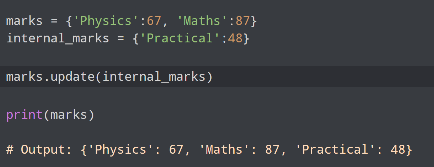 marks = {'Physics':67, 'Maths':87}
internal_marks = {'Practical':48}
marks.update(internal_marks)
print(marks)
# Output: {'Physics': 67, 'Maths': 87, 'Practical': 48}